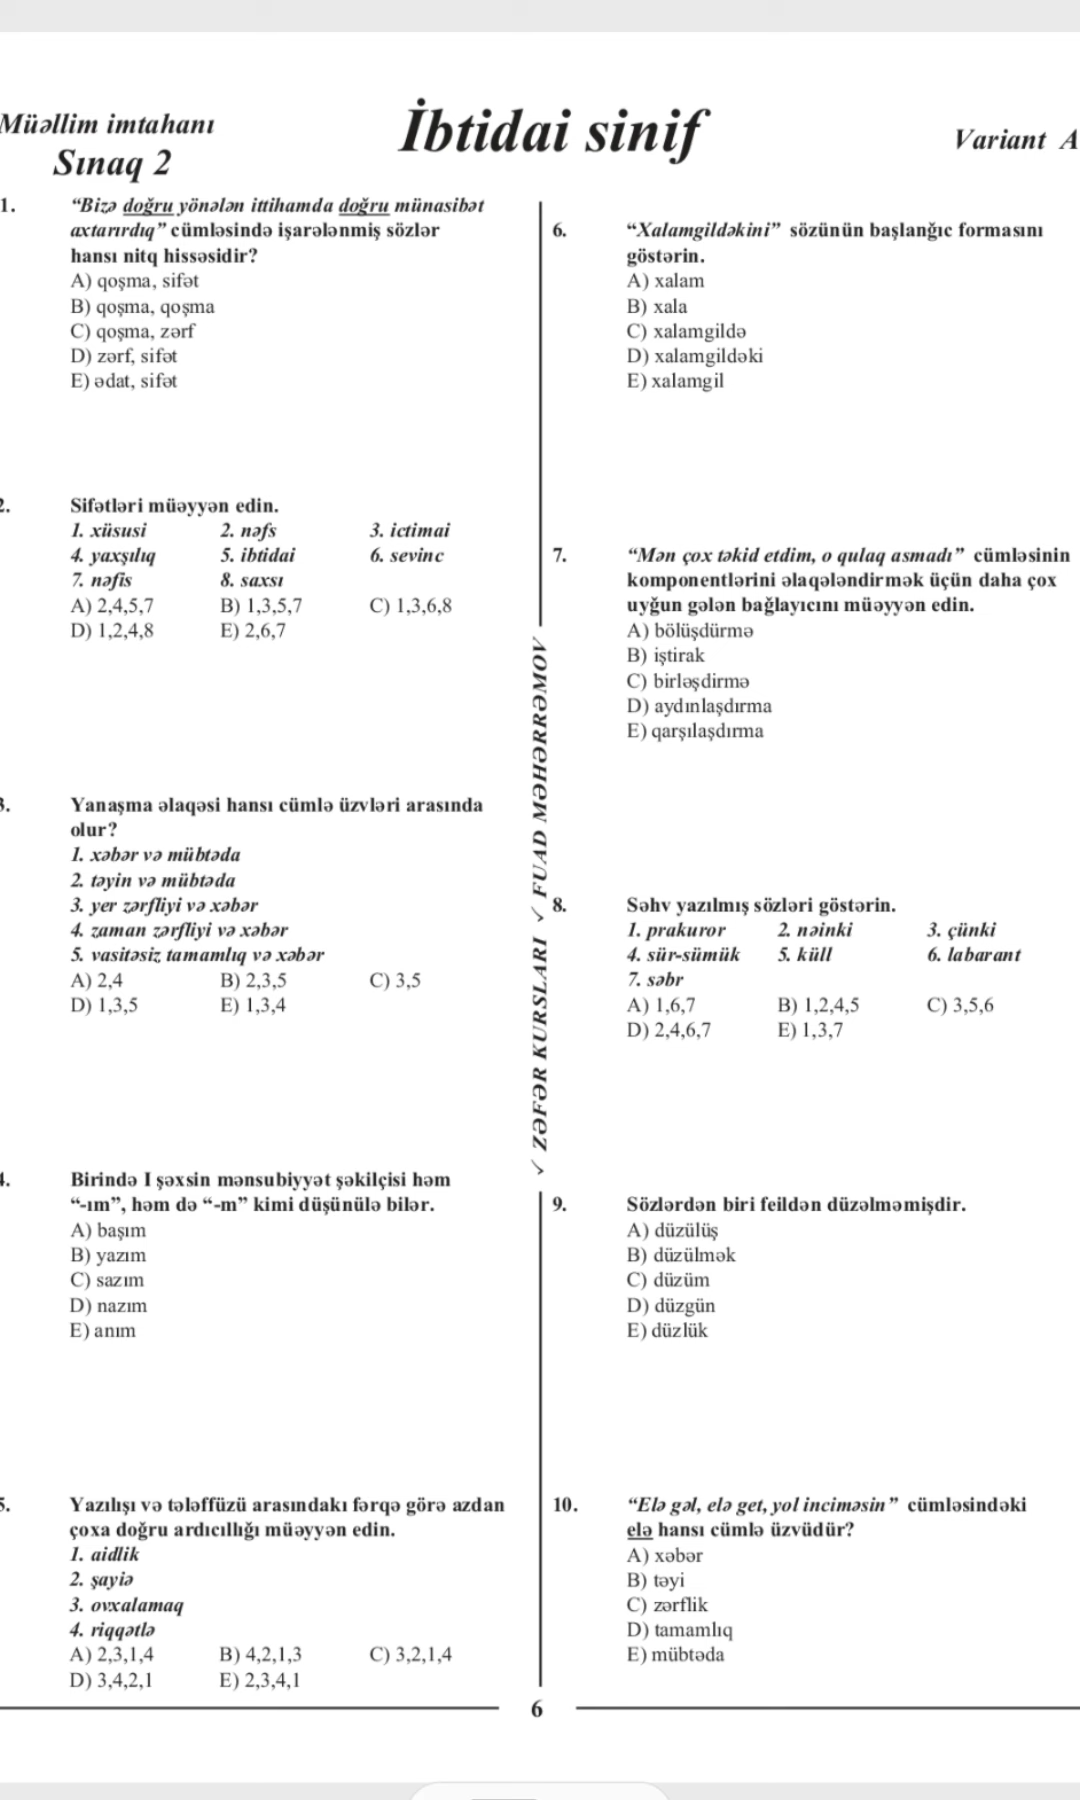 Müəllim imtahanı
Sınaq 2
İbtidai sinif
Variant A
1. “Bizə doğru yönələn ittihamda doğru münasibət
axtarırdıq” cümləsində işarələnmiş sözlər
hansı nitq hissəsidir?
A) qoşma, sifət
B) qoşma, qoşma
C) qoşma, zərf
D) zərf, sifət
E) ədat, sifət
2. Sifətləri müəyyən edin.
1. xüsusi 2. nəfs 3. ictimai
4. yaxşılıq 5. ibtidai 6. sevinc
7. nəfis 8. saxsı
A) 2,4,5,7 B) 1,3,5,7 C) 1,3,6,8
D) 1,2,4,8 E) 2,6,7
3. Yanaşma əlaqəsi hansı cümlə üzvləri arasında
olur?
1. xəbər və mübtəda
2. təyin və mübtəda
3. yer zərfliyi və xəbər
4. zaman zərfliyi və xəbər
5. vasitəsiz tamamlıq və xəbər
A) 2,4 B) 2,3,5 C) 3,5
D) 1,3,5 E) 1,3,4
4. Birində I şəxsin mənsubiyyət şəkilçisi həm
“-ım”, həm də “-m” kimi düşünülə bilər.
A) başım
B) yazım
C) sazım
D) nazım
E) anım
5. Yazılışı və tələffüzü arasındakı fərqə görə azdan
çoxa doğru ardıcıllığı müəyyən edin.
1. aidlik
2. şayiə
3. ovxalamaq
4. riqqətlə
A) 2,3,1,4 B) 4,2,1,3 C) 3,2,1,4
D) 3,4,2,1 E) 2,3,4,1
✓ ZƏFƏR KURSLARI ✓ FUAD MƏHƏRRƏMOV
6. “Xalamgildəkini” sözünün başlanğıc formasını
göstərin.
A) xalam
B) xala
C) xalamgildə
D) xalamgildəki
E) xalamgil
7. “Mən çox təkid etdim, o qulaq asmadı” cümləsinin
komponentlərini əlaqələndirmək üçün daha çox
uyğun gələn bağlayıcını müəyyən edin.
A) bölüşdürmə
B) iştirak
C) birləşdirmə
D) aydınlaşdırma
E) qarşılaşdırma
8. Səhv yazılmış sözləri göstərin.
1. prakuror 2. nəinki 3. çünki
4. sür-sümük 5. küll 6. labarant
7. səbr
A) 1,6,7 B) 1,2,4,5 C) 3,5,6
D) 2,4,6,7 E) 1,3,7
9. Sözlərdən biri feildən düzəlməmişdir.
A) düzülüş
B) düzülmək
C) düzüm
D) düzgün
E) düzlük
10. “Elə gəl, elə get, yol inciməsin” cümləsindəki
elə hansı cümlə üzvüdür?
A) xəbər
B) təyi
C) zərflik
D) tamamlıq
E) mübtəda
6